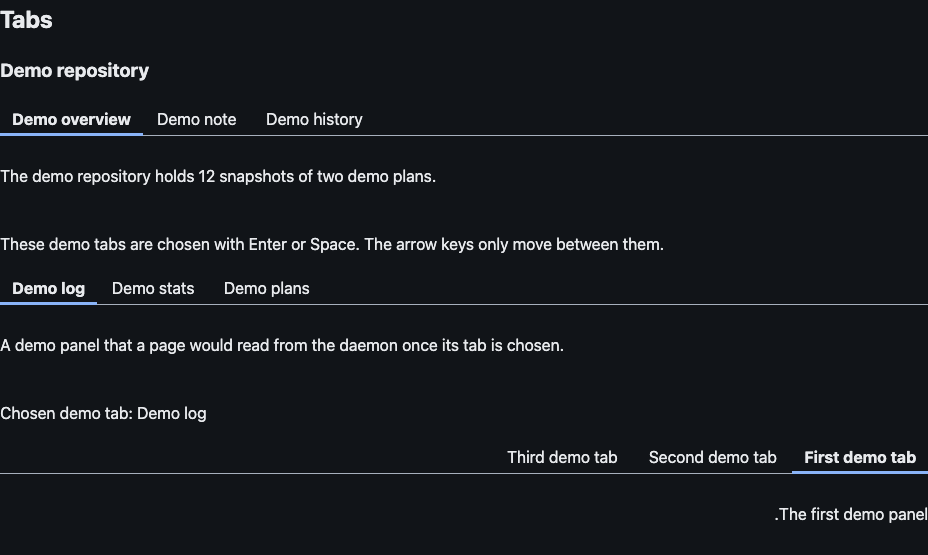 Tabs
Demo repository
Demo overview Demo note Demo history
The demo repository holds 12 snapshots of two demo plans.
These demo tabs are chosen with Enter or Space. The arrow keys only move between them.
Demo log Demo stats Demo plans
A demo panel that a page would read from the daemon once its tab is chosen.
Chosen demo tab: Demo log
Third demo tab Second demo tab First demo tab
.The first demo panel